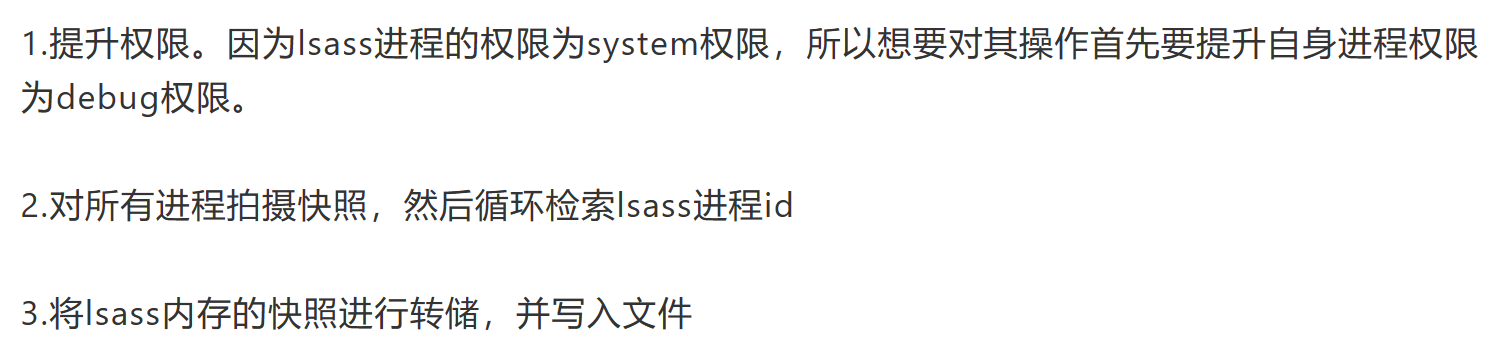 1.提升权限。因为lsass进程的权限为system权限，所以想要对其操作首先要提升自身进程权限
为debug权限。
2.对所有进程拍摄快照，然后循环检索lsass进程id
3.将lsass内存的快照进行转储，并写入文件